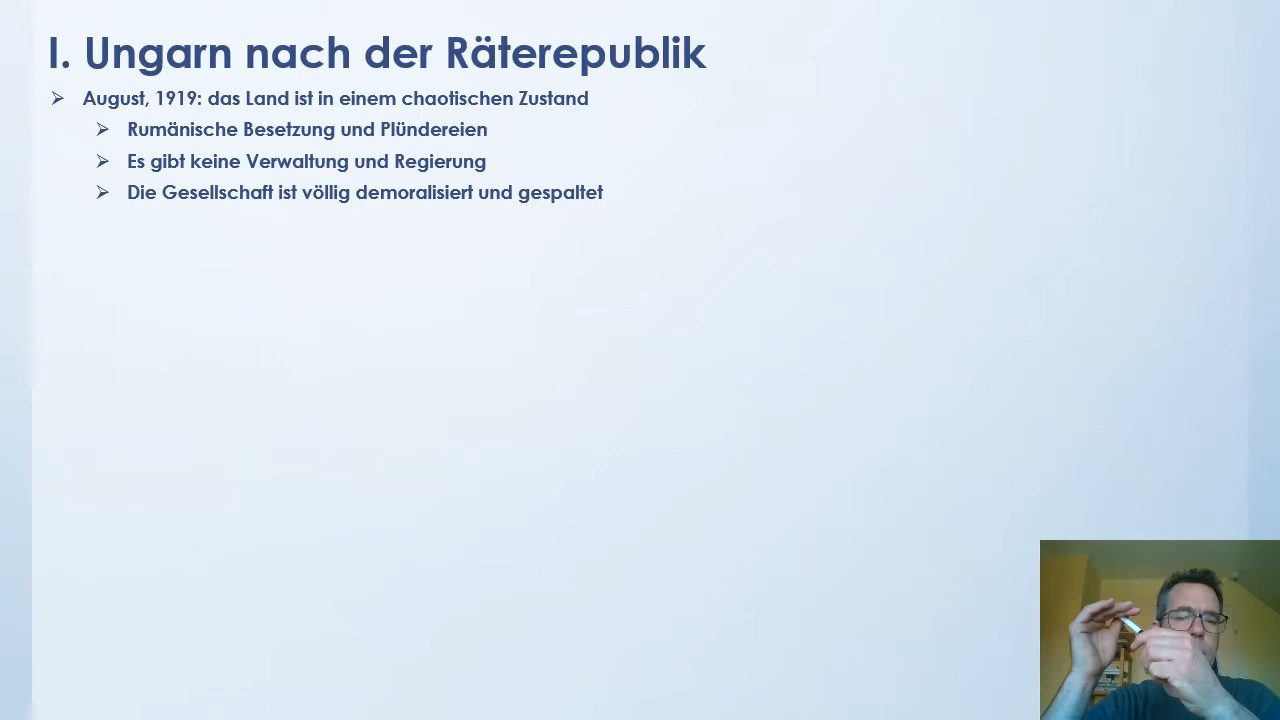 I. Ungarn nach der Räterepublik
August, 1919: das Land ist in einem chaotischen Zustand
Rumänische Besetzung und Plündereien
Es gibt keine Verwaltung und Regierung
Die Gesellschaft ist völlig demoralisiert und gespaltet